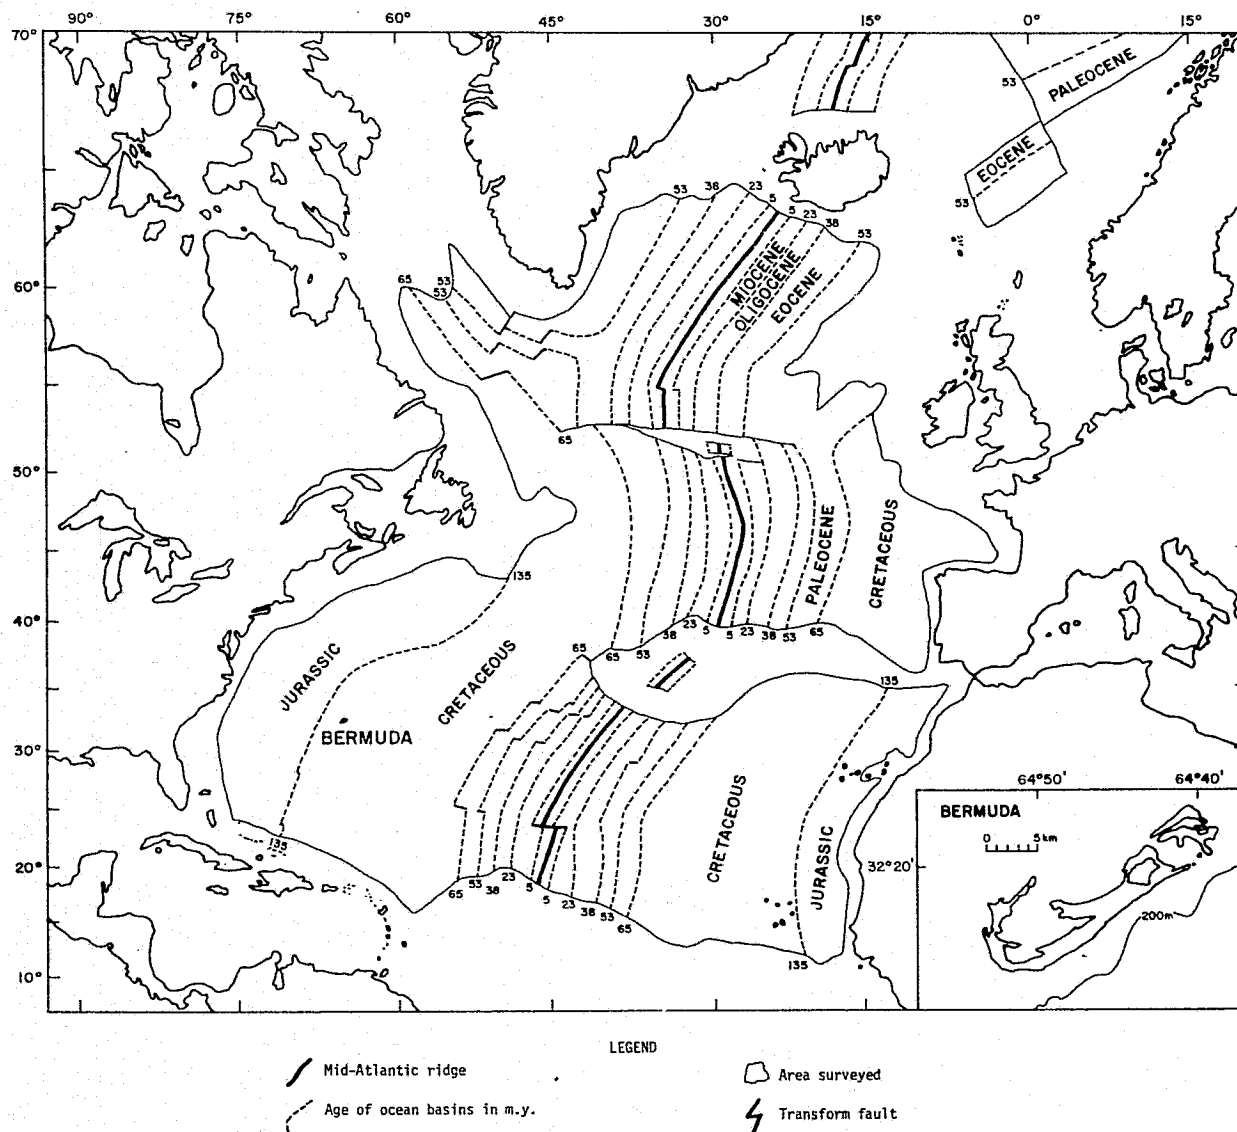 90° 75° 60° 45° 30° 15° 0° 15°
70°
53
PALEOCENE
EOCENE
53
53 38 23 5 5 23 38 53
60°
65 53
53
MIOCENE
OLIGOCENE
EOCENE
65
50°
PALEOCENE
CRETACEOUS
135
40°
65 53 38 23 5 5 23 38 53 65
65
JURASSIC
CRETACEOUS
135
BERMUDA
30°
CRETACEOUS
JURASSIC
135
20°
65 53 38 23 5 5 23 38 53 65
135
10°
64°50' 64°40'
BERMUDA
0 5 km
32°20'
200m
LEGEND
Mid-Atlantic ridge
Area surveyed
Age of ocean basins in m.y.
Transform fault